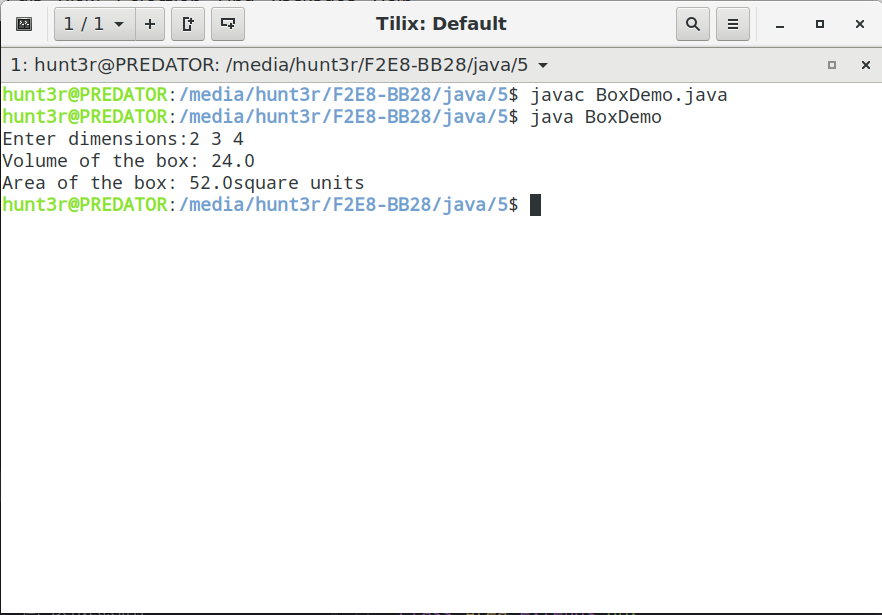 1 / 1
Tilix: Default
1: hunt3r@PREDATOR: /media/hunt3r/F2E8-BB28/java/5
hunt3r@PREDATOR:/media/hunt3r/F2E8-BB28/java/5$ javac BoxDemo.java
hunt3r@PREDATOR:/media/hunt3r/F2E8-BB28/java/5$ java BoxDemo
Enter dimensions:2 3 4
Volume of the box: 24.0
Area of the box: 52.0square units
hunt3r@PREDATOR:/media/hunt3r/F2E8-BB28/java/5$